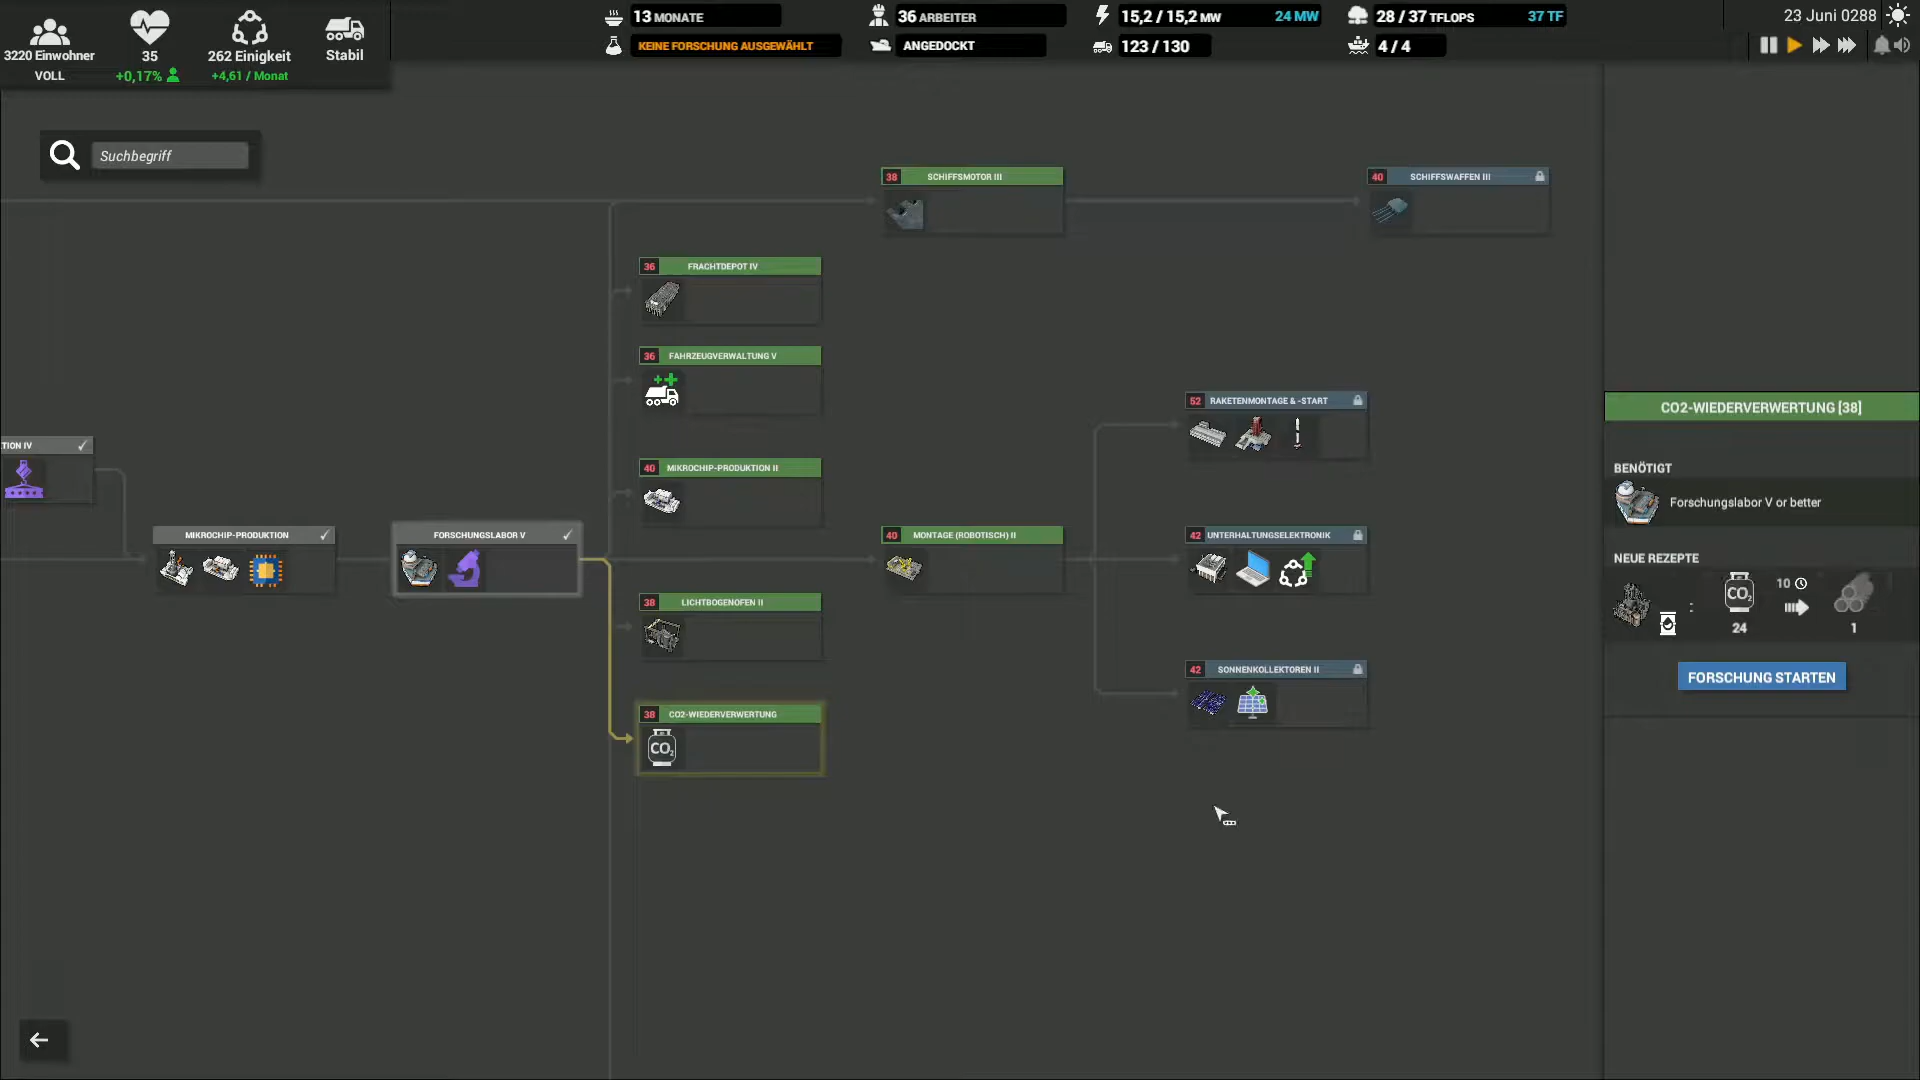 3220 Einwohner
VOLL
35
+0,17%
262 Einigkeit
+4,61 / Monat
Stabil
13 MONATE
KEINE FORSCHUNG AUSGEWÄHLT
36 ARBEITER
ANGEDOCKT
15,2 / 15,2 MW 24 MW
123 / 130
28 / 37 TFLOPS 37 TF
4 / 4
23 Juni 0288
Suchbegriff
38 SCHIFFSMOTOR III
40 SCHIFFSWAFFEN III
36 FRACHTDEPOT IV
36 FAHRZEUGVERWALTUNG V
52 RAKETENMONTAGE & -START
TION IV
40 MIKROCHIP-PRODUKTION II
MIKROCHIP-PRODUKTION
FORSCHUNGSLABOR V
40 MONTAGE (ROBOTISCH) II
42 UNTERHALTUNGSELEKTRONIK
38 LICHTBOGENOFEN II
42 SONNENKOLLEKTOREN II
38 CO2-WIEDERVERWERTUNG
CO₂
CO2-WIEDERVERWERTUNG [38]
BENÖTIGT
Forschungslabor V or better
NEUE REZEPTE
: CO₂ 10
24 1
FORSCHUNG STARTEN